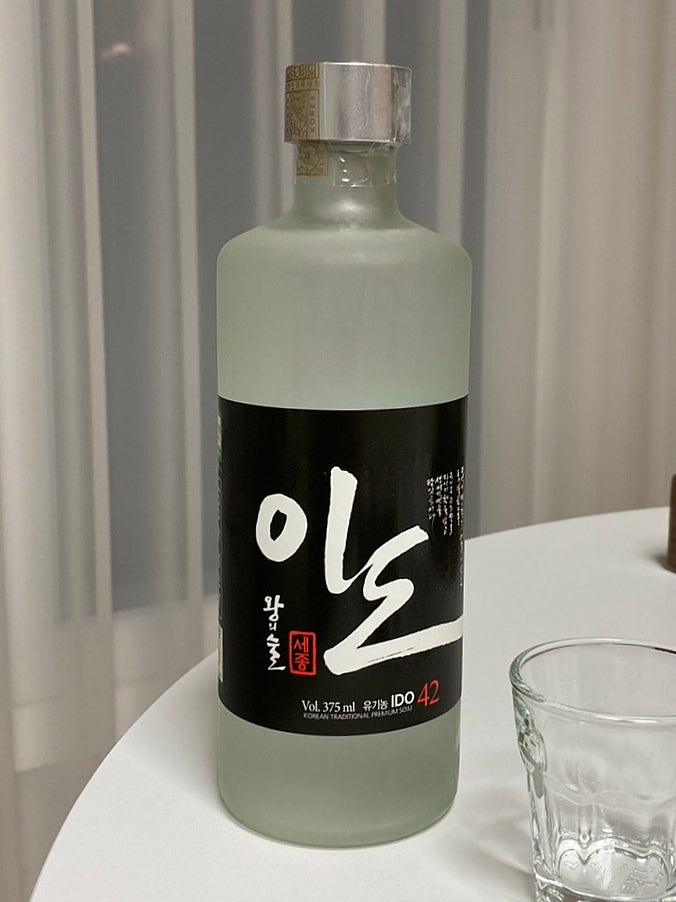 KOREA
이도
왕의 술
세종
Vol. 375 ml 유기농 IDO 42
KOREAN TRADITIONAL PREMIUM SOJU